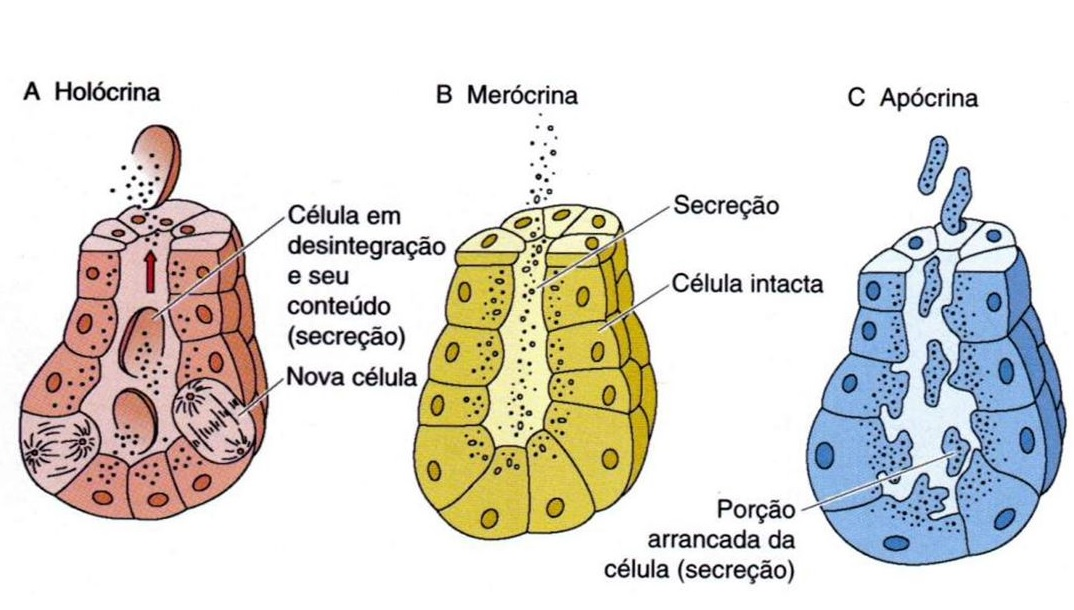 A Holócrina
B Merócrina
C Apócrina
Célula em
desintegração
e seu
conteúdo
(secreção)
Nova célula
Secreção
Célula intacta
Porção
arrancada da
célula (secreção)